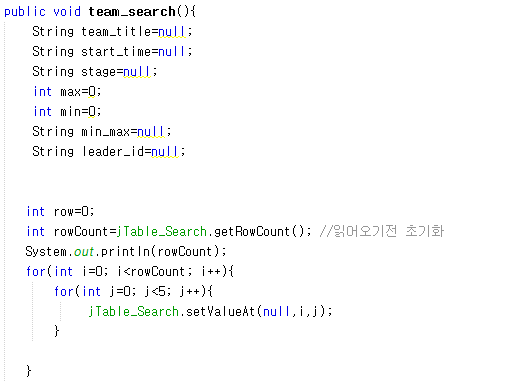 public void team_search(){
String team_title=null;
String start_time=null;
String stage=null;
int max=0;
int min=0;
String min_max=null;
String leader_id=null;
int row=0;
int rowCount=jTable_Search.getRowCount(); //읽어오기전 초기화
System.out.println(rowCount);
for(int i=0; i<rowCount; i++){
for(int j=0; j<5; j++){
jTable_Search.setValueAt(null,i,j);
}
}